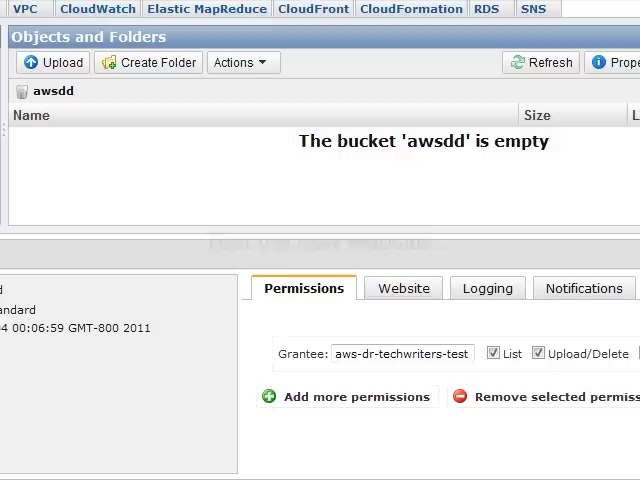 VPC CloudWatch Elastic MapReduce CloudFront CloudFormation RDS SNS
Objects and Folders
Upload Create Folder Actions Refresh Prope
awsdd
Name Size L
The bucket 'awsdd' is empty
d
Permissions Website Logging Notifications
andard
04 00:06:59 GMT-800 2011
Grantee: aws-dr-techwriters-test List Upload/Delete
Add more permissions Remove selected permiss